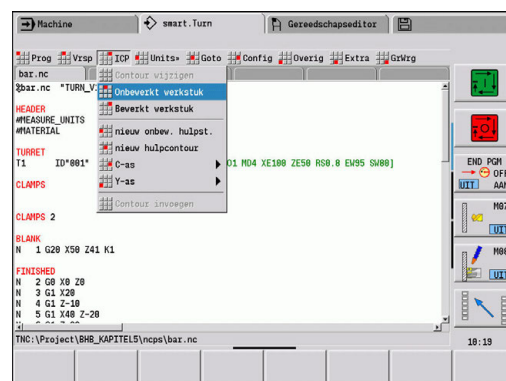 Machine
smart.Turn
Gereedschapseditor
Prog Vrsp ICP Units» Goto Config Overig Extra GrWrg
bar.nc
Contour wijzigen
%bar.nc "TURN_V
Onbewerkt werkstuk
HEADER
Bewerkt werkstuk
#MEASURE_UNITS
#MATERIAL
nieuw onbew. hulpst.
nieuw hulpcontour
TURRET
T1 ID"001" D1 MD4 XE100 ZE50 RS0.8 EW95 SW80]
C-as
Y-as
CLAMPS
Contour invoegen
CLAMPS 2
BLANK
N 1 G20 X50 Z41 K1
FINISHED
N 2 G0 X0 Z0
N 3 G1 X20
N 4 G1 Z-10
N 5 G1 X40 Z-20
TNC:\Project\BHB_KAPITEL5\ncps\bar.nc
END PGM
OFF
UIT AAN
M07
UIT
M08
UIT
10:19